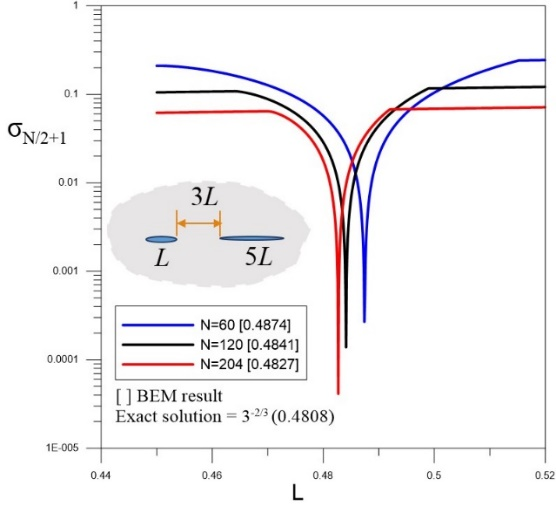 1
0.1
σN/2+1
0.01
3L
L
5L
0.001
N=60 [0.4874]
N=120 [0.4841]
N=204 [0.4827]
0.0001
[ ] BEM result
Exact solution = 3-2/3 (0.4808)
1E-005
0.44 0.46 0.48 0.5 0.52
L